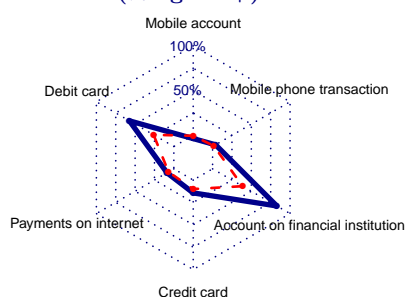 Mobile account
100%
50%
Debit card
Mobile phone transaction
Payments on internet
Account on financial institution
Credit card